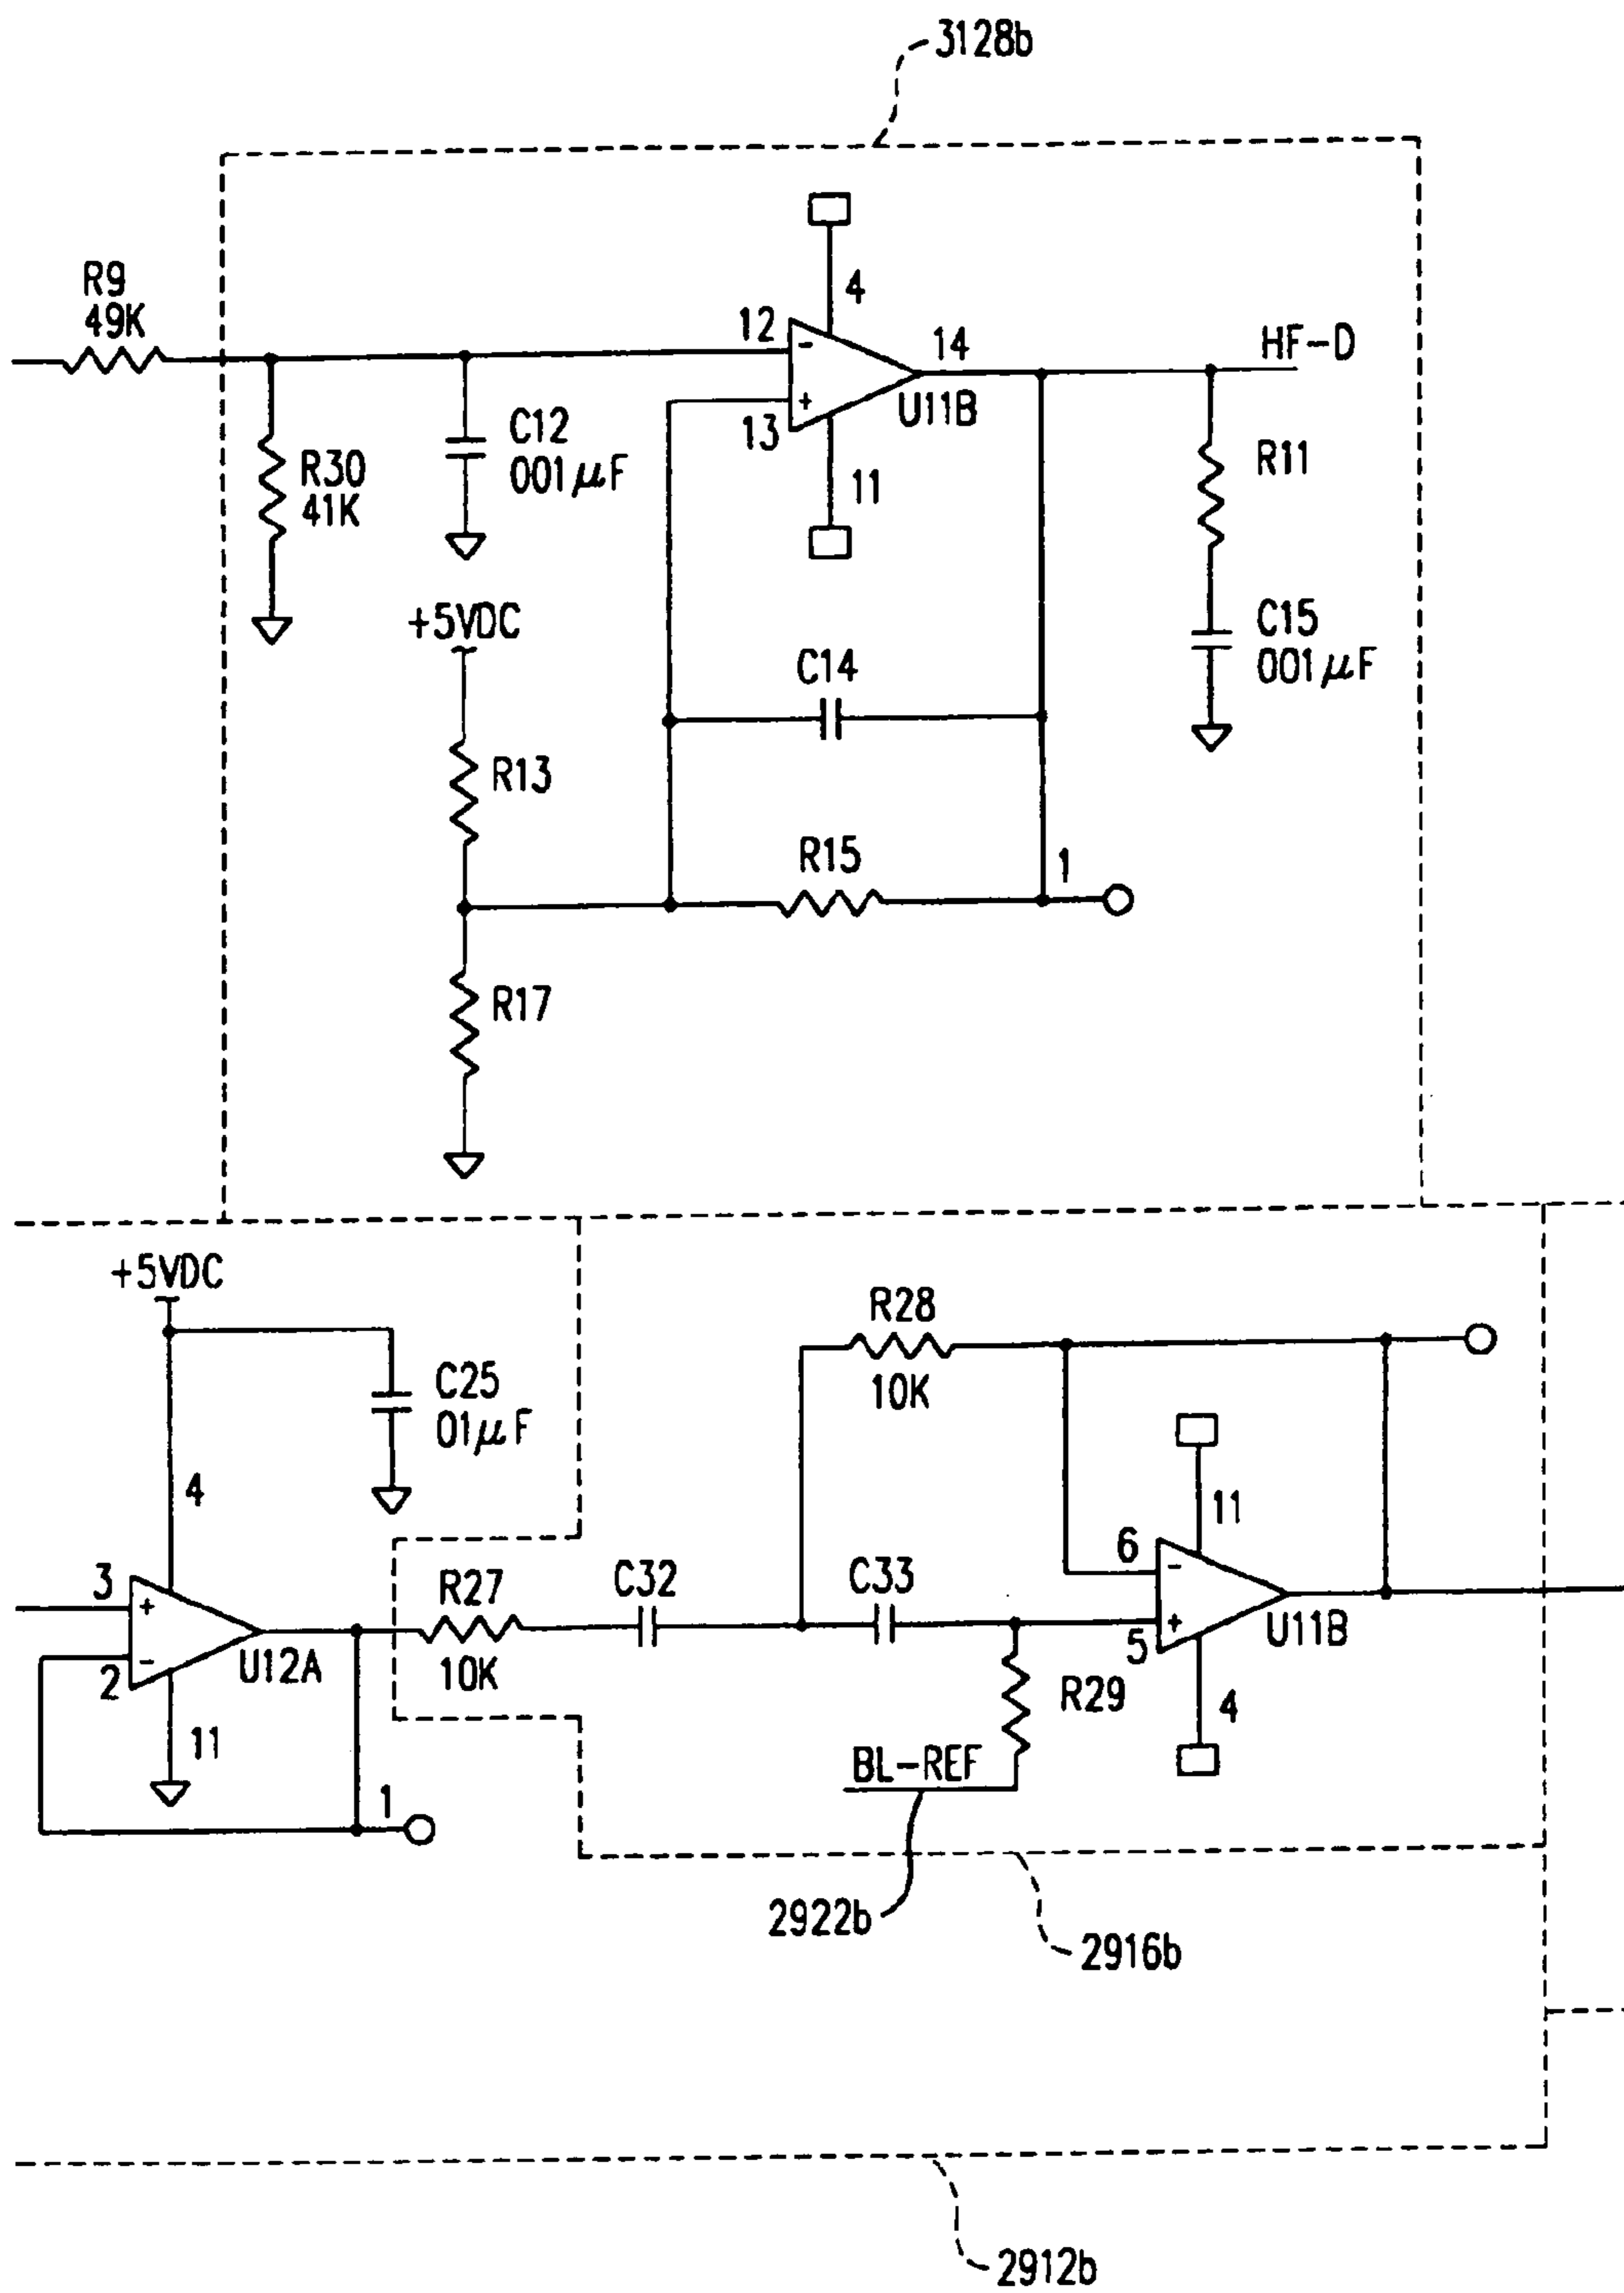 3128b
R9
49K
12
4
14
HF-D
13
U11B
11
R30
41K
C12
001µF
R11
+5VDC
C14
C15
001µF
R13
R15
1
R17
+5VDC
R28
10K
C25
01µF
4
11
3
2
U12A
11
1
R27
10K
C32
C33
6
5
U11B
R29
4
BL-REF
2922b
2916b
2912b
- +
+ -
- +